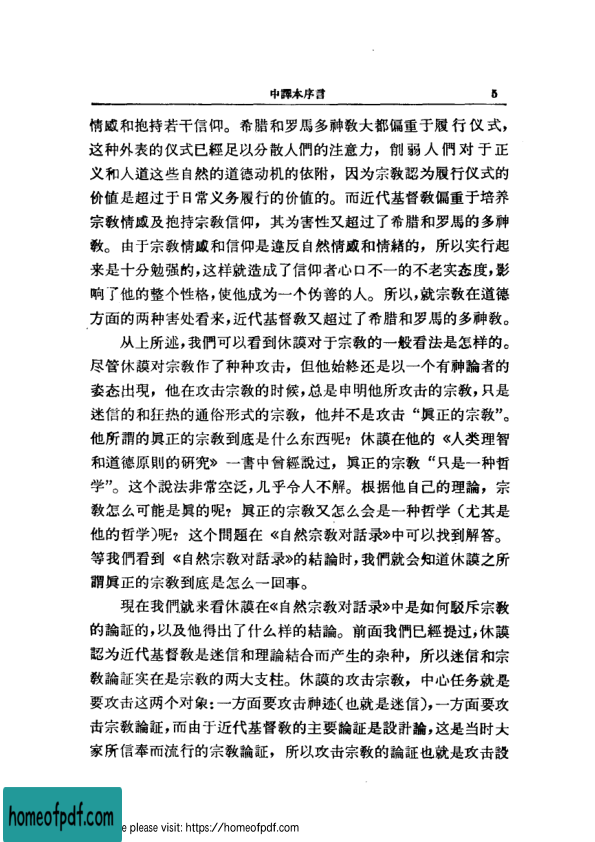 中譯本序言 5
情感和抱持若干信仰。希腊和罗馬多神敎大都偏重于履行仪式，
这种外表的仪式已經足以分散人們的注意力，削弱人們对于正
义和人道这些自然的道德动机的依附，因为宗敎認为履行仪式的
价值是超过于日常义务履行的价值的。而近代基督敎偏重于培养
宗敎情感及抱持宗敎信仰，其为害性又超过了希腊和罗馬的多神
敎。由于宗敎情感和信仰是違反自然情感和情緒的，所以实行起
来是十分勉强的，这样就造成了信仰者心口不一的不老实态度，影
响了他的整个性格，使他成为一个伪善的人。所以，就宗敎在道德
方面的两种害处看来，近代基督敎又超过了希腊和罗馬的多神敎。
从上所述，我們可以看到休謨对于宗敎的一般看法是怎样的。
尽管休謨对宗敎作了种种攻击，但他始終还是以一个有神論者的
姿态出現，他在攻击宗敎的时候，总是申明他所攻击的宗敎，只是
迷信的和狂热的通俗形式的宗敎，他幷不是攻击“眞正的宗敎”。
他所謂的眞正的宗敎到底是什么东西呢？休謨在他的《人类理智
和道德原則的研究》一書中曾經說过，眞正的宗敎“只是一种哲
学”。这个說法非常空泛，几乎令人不解。根据他自己的理論，宗
敎怎么可能是眞的呢？眞正的宗敎又怎么会是一种哲学（尤其是
他的哲学）呢？这个問題在《自然宗敎对話录》中可以找到解答。
等我們看到《自然宗敎对話录》的結論时，我們就会知道休謨之所
謂眞正的宗敎到底是怎么一回事。
現在我們就来看休謨在《自然宗敎对話录》中是如何駁斥宗敎
的論証的，以及他得出了什么样的結論。前面我們已經提过，休謨
認为近代基督敎是迷信和理論結合而产生的杂种，所以迷信和宗
敎論証实在是宗敎的两大支柱。休謨的攻击宗敎，中心任务就是
要攻击这两个对象：一方面要攻击神迹（也就是迷信），一方面要攻
击宗敎論証，而由于近代基督敎的主要論証是設計論，这是当时大
家所信奉而流行的宗敎論証，所以攻击宗敎的論証也就是攻击設
homeofpdf.com
e please visit: https://homeofpdf.com